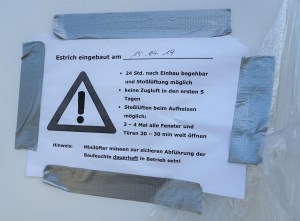 Estrich eingebaut am 15.04.19
• 24 Std. nach Einbau begehbar
und Stoßlüftung möglich
• keine Zugluft in den ersten 5
Tagen
• Stoßlüften beim Aufheizen
möglich:
3 – 4 Mal alle Fenster und
Türen 20 – 30 min weit öffnen
Hinweis: Minilüfter müssen zur sicheren Abführung der
Baufeuchte dauerhaft in Betrieb sein!